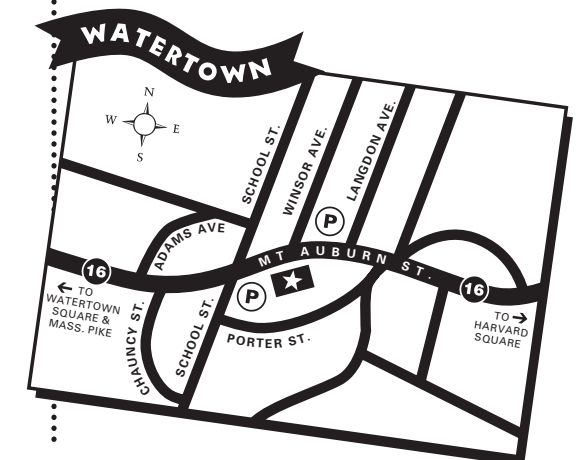 WATERTOWN
N
W
E
S
SCHOOL ST.
WINSOR AVE.
LANGDON AVE.
P
ADAMS AVE
MT AUBURN ST.
16
16
TO
WATERTOWN
SQUARE &
MASS. PIKE
P
TO
HARVARD
SQUARE
CHAUNCY ST.
SCHOOL ST.
PORTER ST.